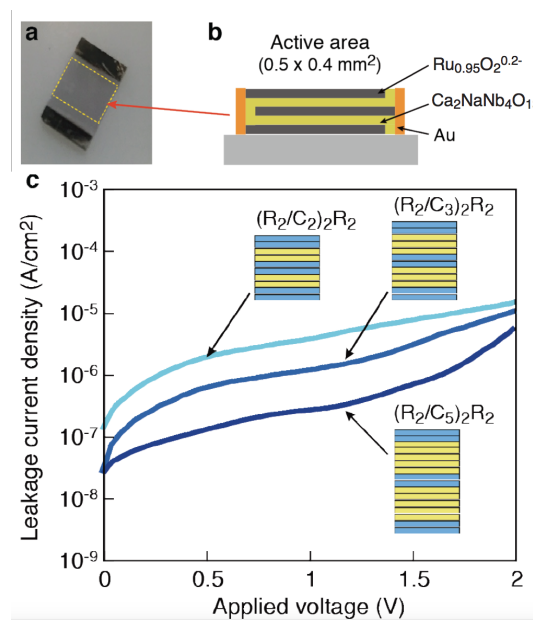 a
b
Active area
(0.5 x 0.4 mm²)
Ru₀.₉₅O₂⁰·²⁻
Ca₂NaNb₄O₁
Au
c
(R₂/C₂)₂R₂
(R₂/C₃)₂R₂
(R₂/C₅)₂R₂
Leakage current density (A/cm²)
10⁻³
10⁻⁴
10⁻⁵
10⁻⁶
10⁻⁷
10⁻⁸
10⁻⁹
0
0.5
1
1.5
2
Applied voltage (V)